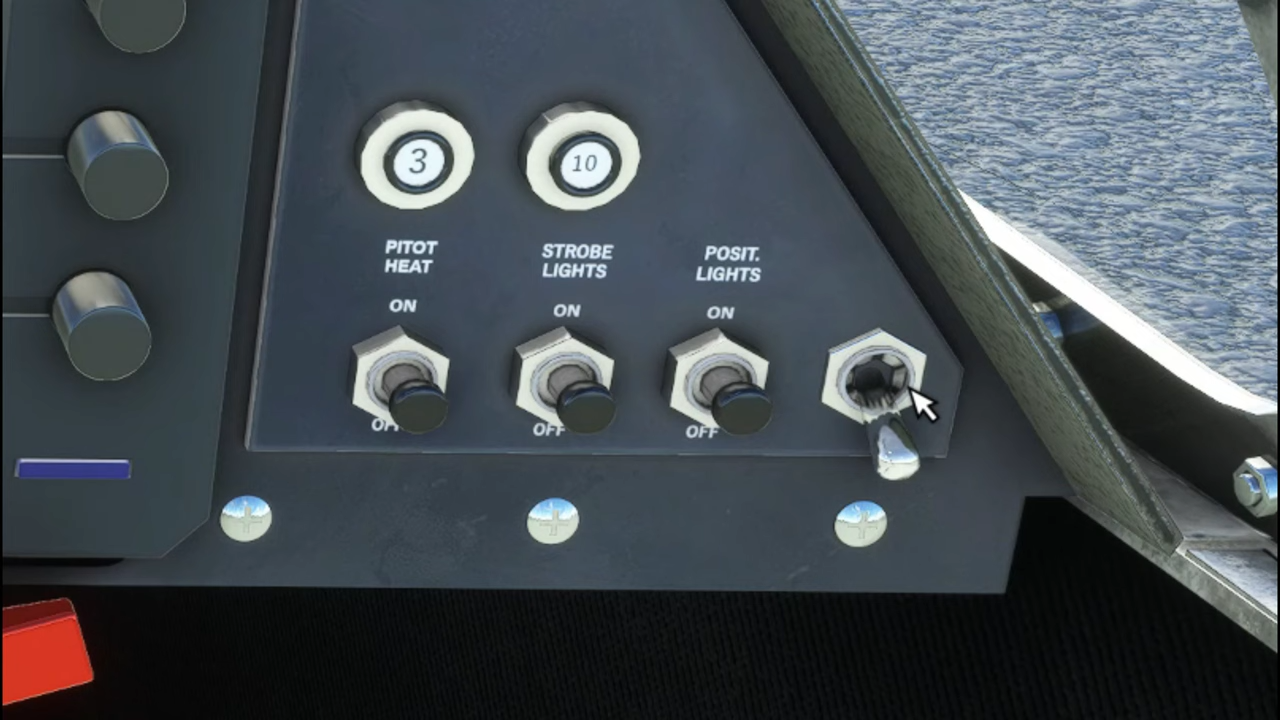 3
10
PITOT
HEAT
STROBE
LIGHTS
POSIT.
LIGHTS
ON
ON
ON
OFF
OFF
OFF